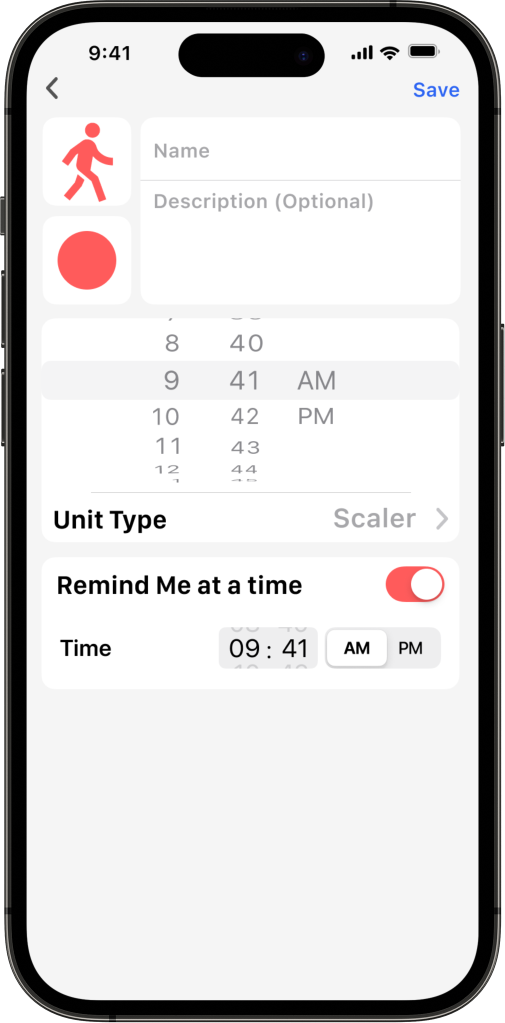 9:41
Save
Name
Description (Optional)
8 40
9 41 AM
10 42 PM
11 43
12 44
Unit Type Scaler
Remind Me at a time
Time 09 : 41 AM PM